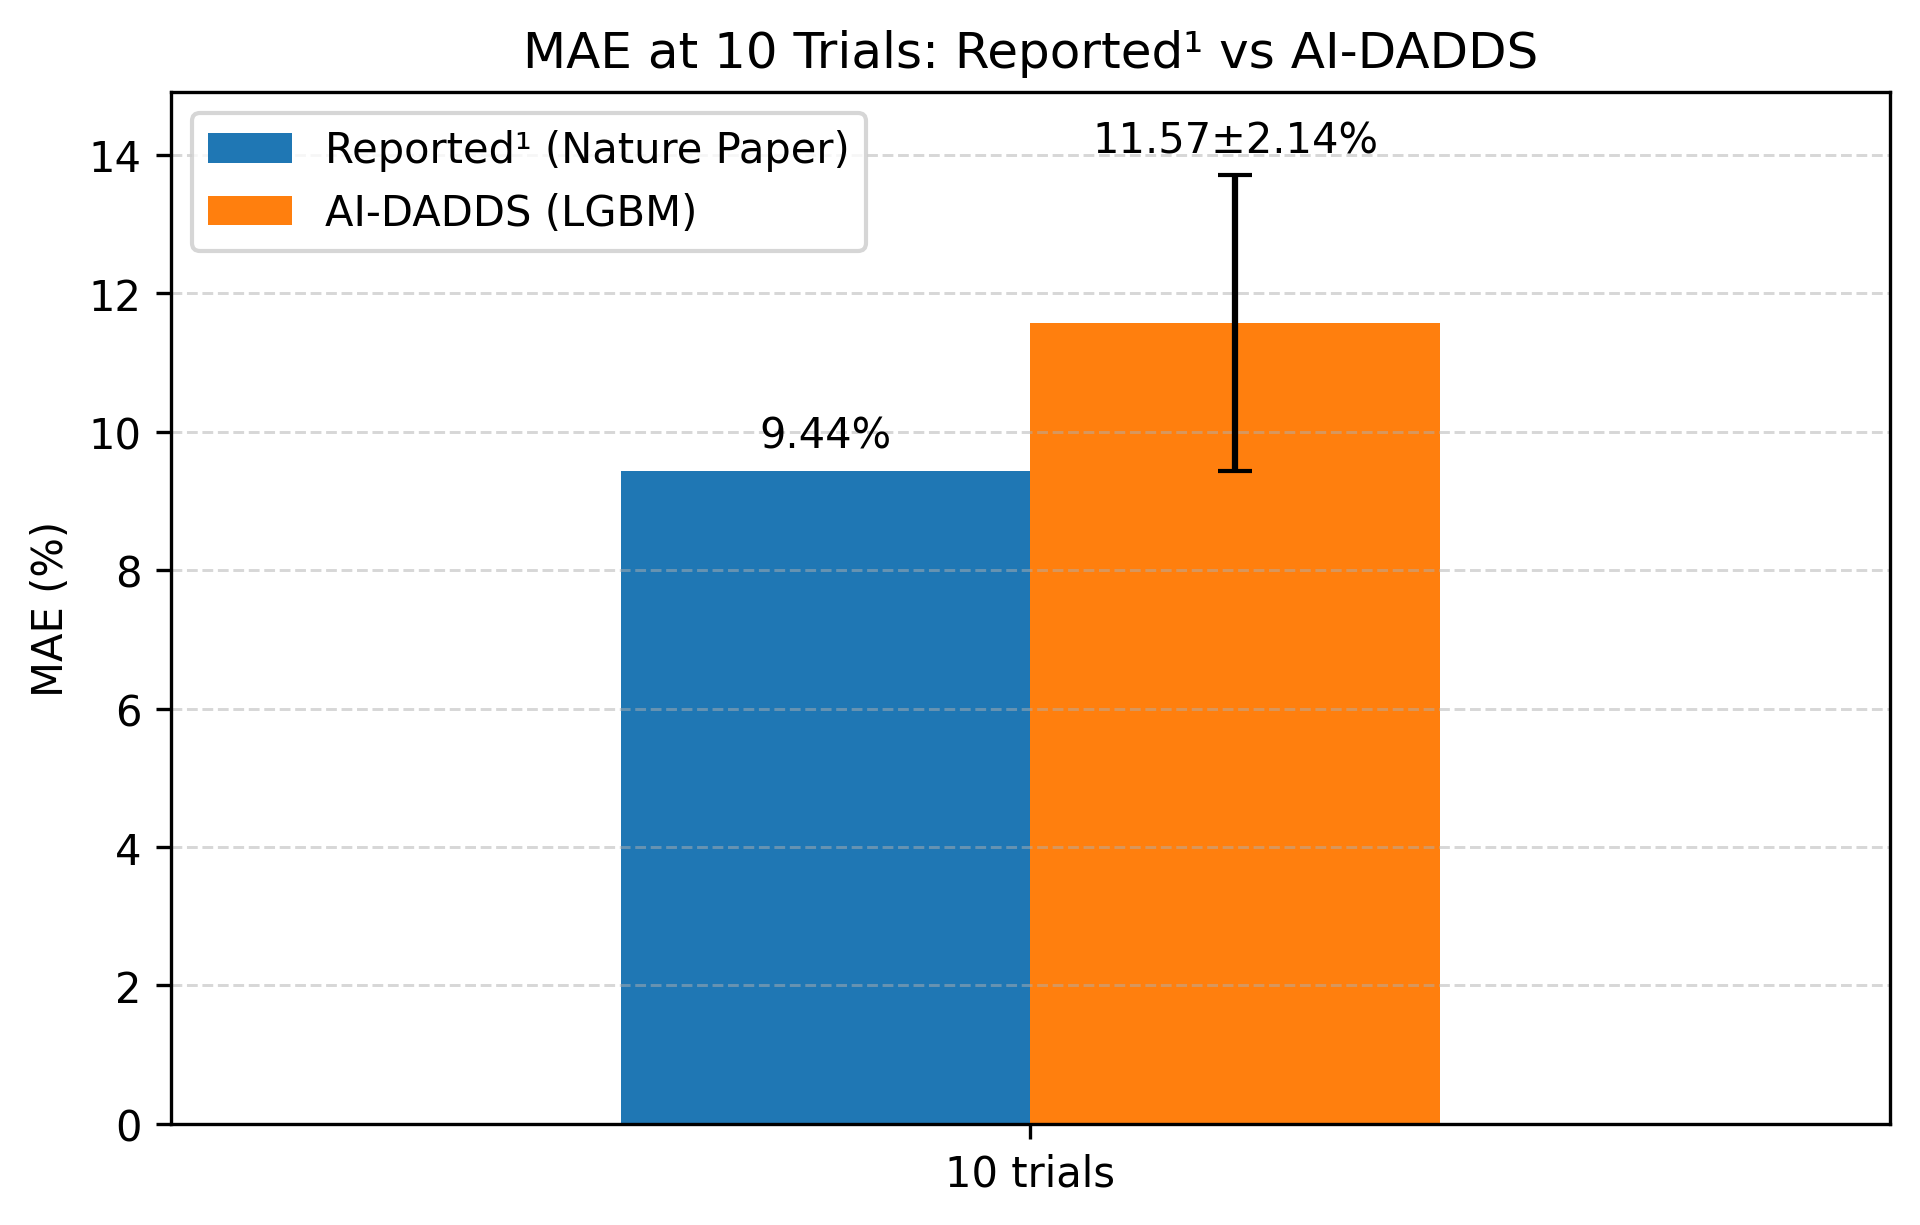 MAE at 10 Trials: Reported¹ vs AI-DADDS
Reported¹ (Nature Paper)
AI-DADDS (LGBM)
11.57±2.14%
9.44%
MAE (%)
14
12
10
8
6
4
2
0
10 trials